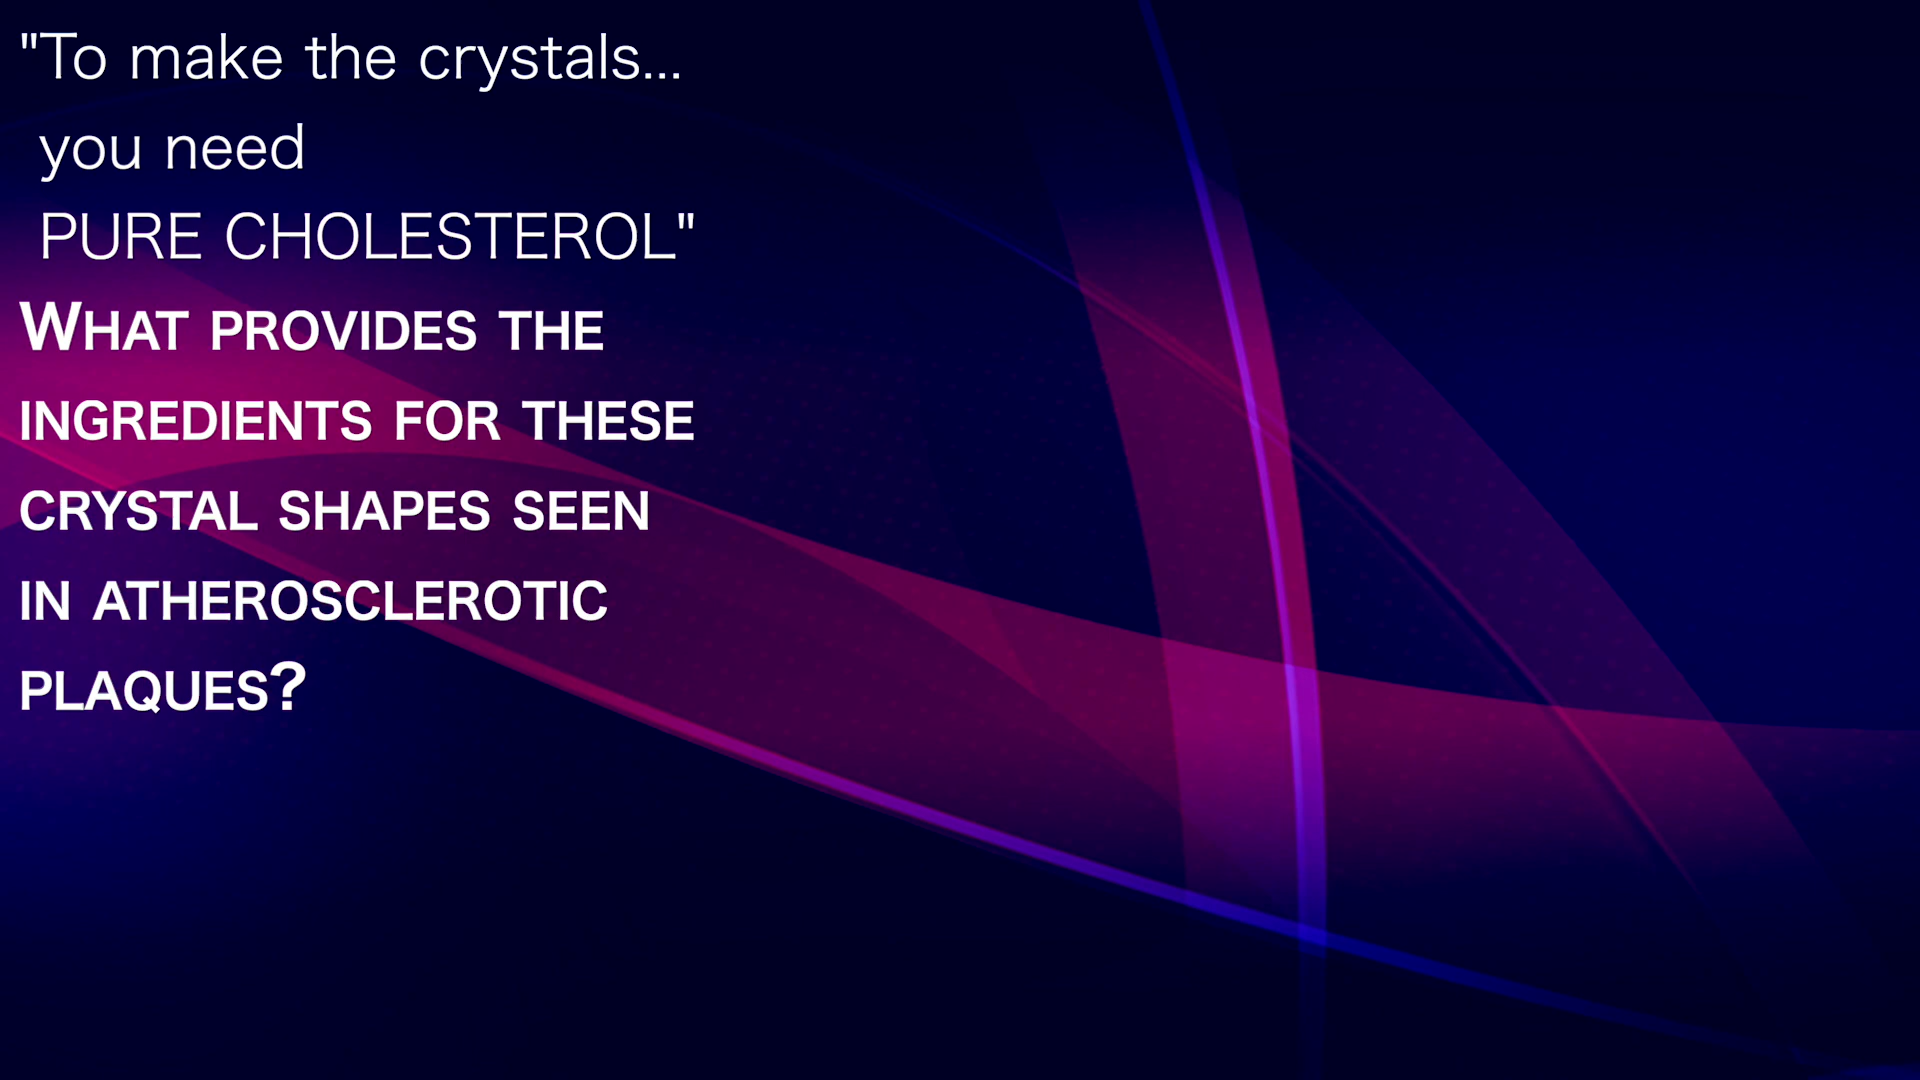 "To make the crystals...
you need
PURE CHOLESTEROL"
WHAT PROVIDES THE
INGREDIENTS FOR THESE
CRYSTAL SHAPES SEEN
IN ATHEROSCLEROTIC
PLAQUES?